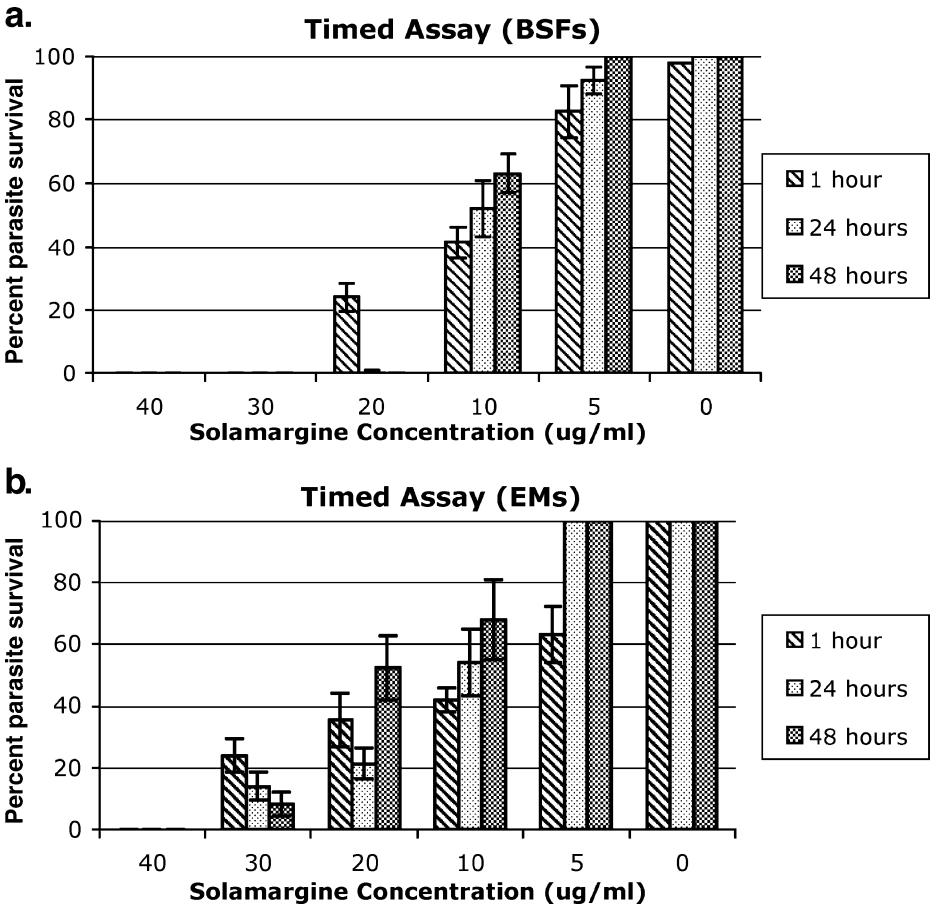 a.
Timed Assay (BSFs)
Percent parasite survival
100
80
60
40
20
0
40 30 20 10 5 0
Solamargine Concentration (ug/ml)
1 hour
24 hours
48 hours
b.
Timed Assay (EMs)
Percent parasite survival
100
80
60
40
20
0
40 30 20 10 5 0
Solamargine Concentration (ug/ml)
1 hour
24 hours
48 hours